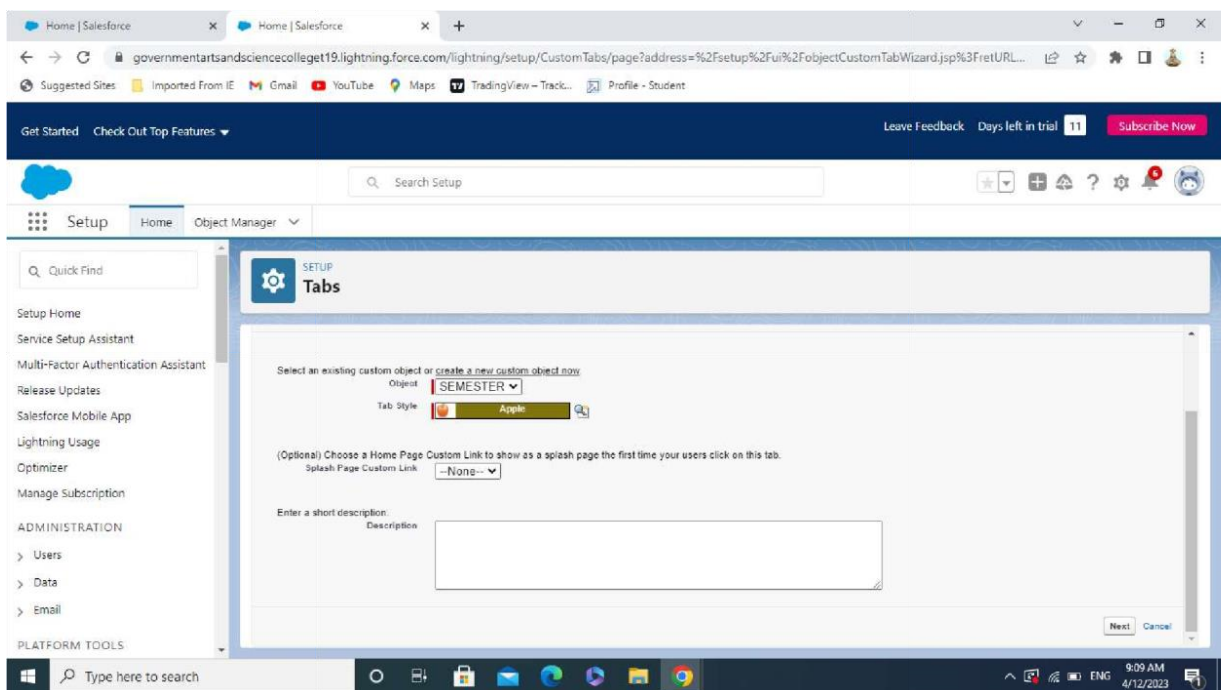 Home | Salesforce
Home | Salesforce
governmentartsandsciencecolleget19.lightning.force.com/lightning/setup/CustomTabs/page?address=%2Fsetup%2Fui%2FobjectCustomTabWizard.jsp%3FretURL...
Suggested Sites Imported From IE Gmail YouTube Maps TradingView – Track... Profile - Student
Get Started Check Out Top Features Leave Feedback Days left in trial 11 Subscribe Now
Search Setup
6
Setup Home Object Manager
Quick Find
SETUP
Tabs
Setup Home
Service Setup Assistant
Multi-Factor Authentication Assistant
Release Updates
Salesforce Mobile App
Lightning Usage
Optimizer
Manage Subscription
ADMINISTRATION
Users
Data
Email
PLATFORM TOOLS
Select an existing custom object or create a new custom object now.
Object SEMESTER
Tab Style Apple
(Optional) Choose a Home Page Custom Link to show as a splash page the first time your users click on this tab.
Splash Page Custom Link --None--
Enter a short description.
Description
Next Cancel
Type here to search
ENG
9:09 AM
4/12/2023